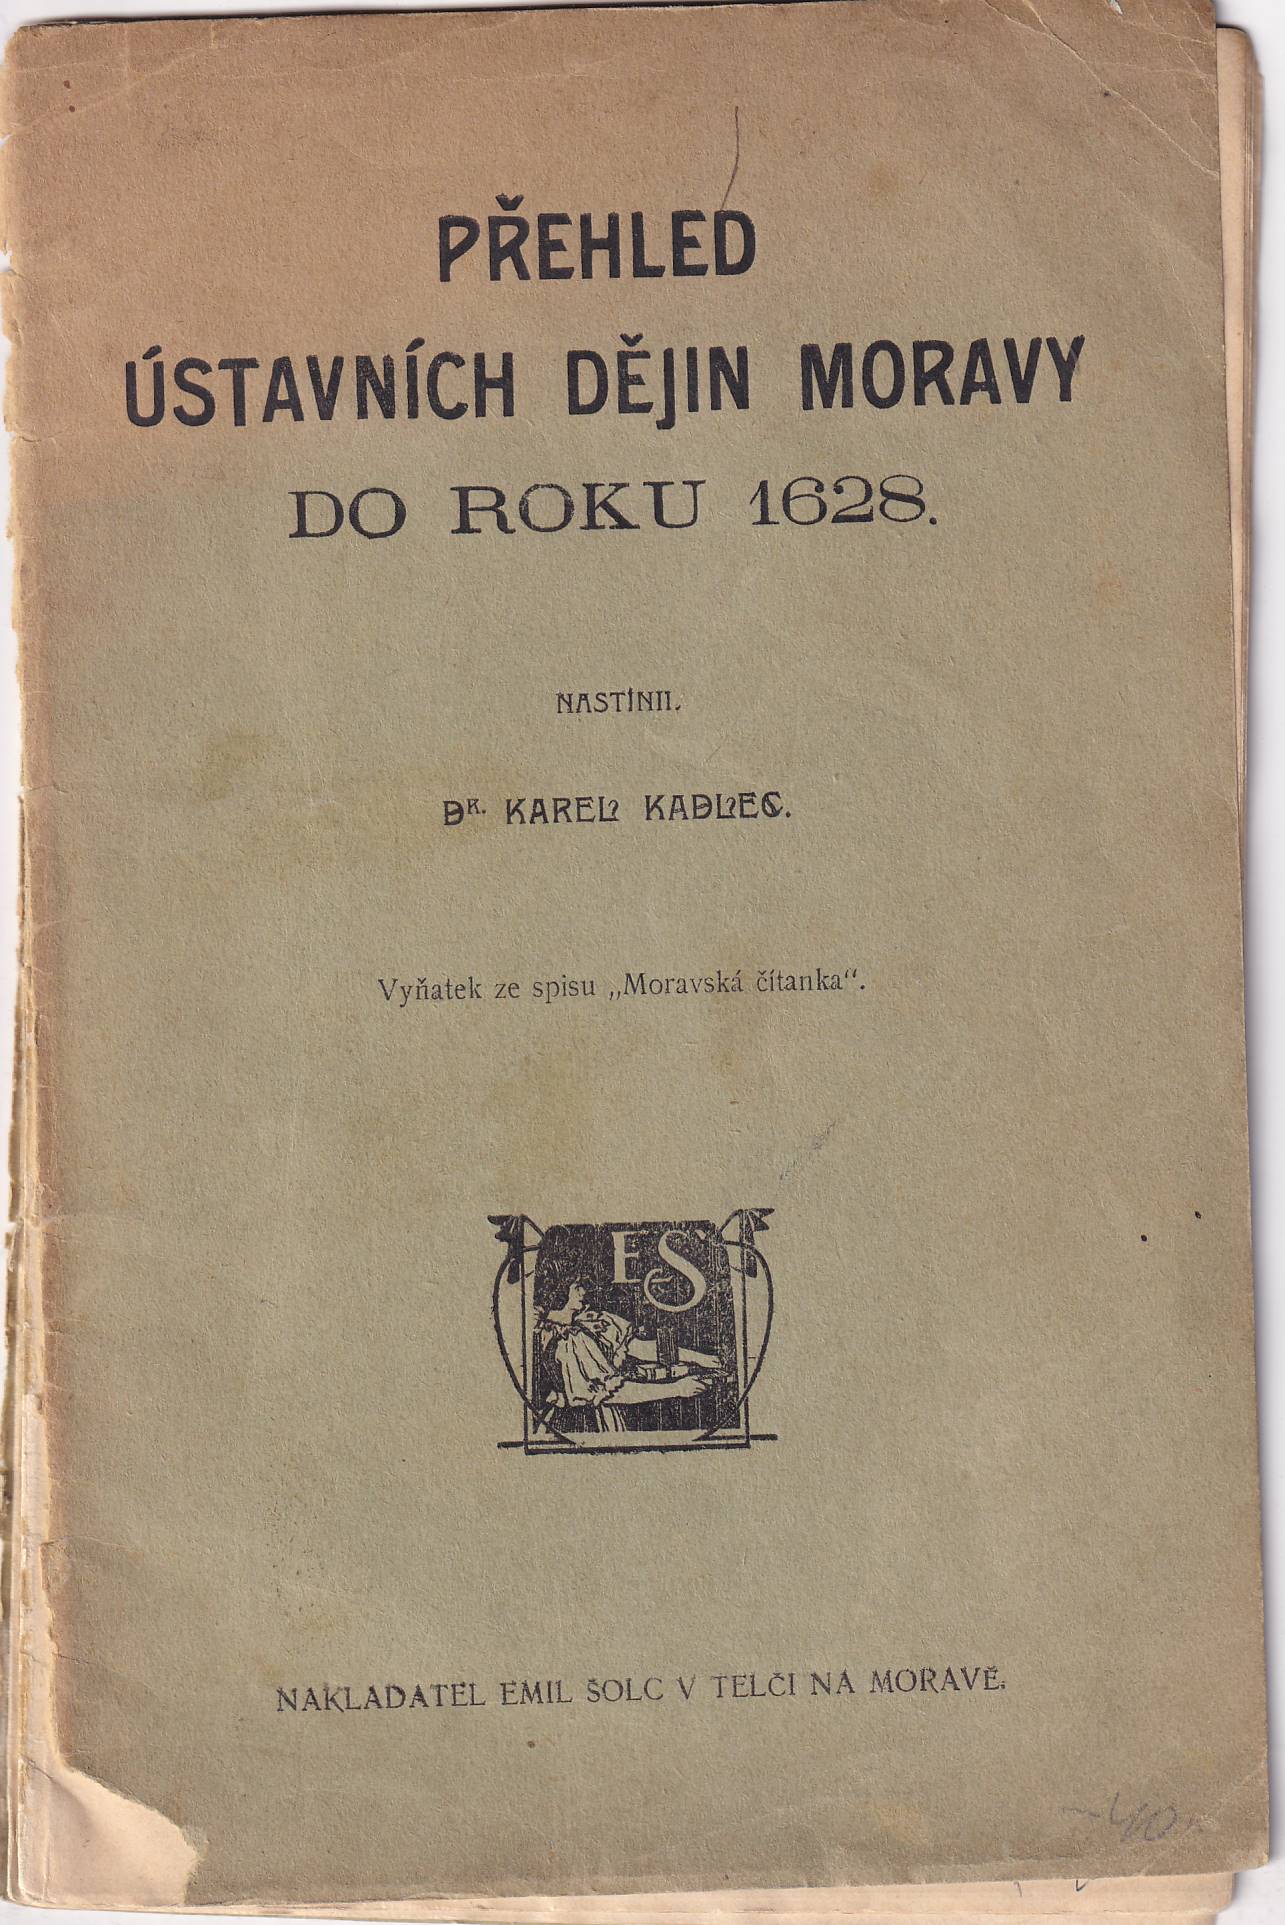 PŘEHLED
ÚSTAVNÍCH DĚJIN MORAVY
DO ROKU 1628.
NASTÍNIL
DR. KAREL KADLEC.
Vyňatek ze spisu „Moravská čítanka“.
ES
NAKLADATEL EMIL ŠOLC V TELČI NA MORAVĚ.